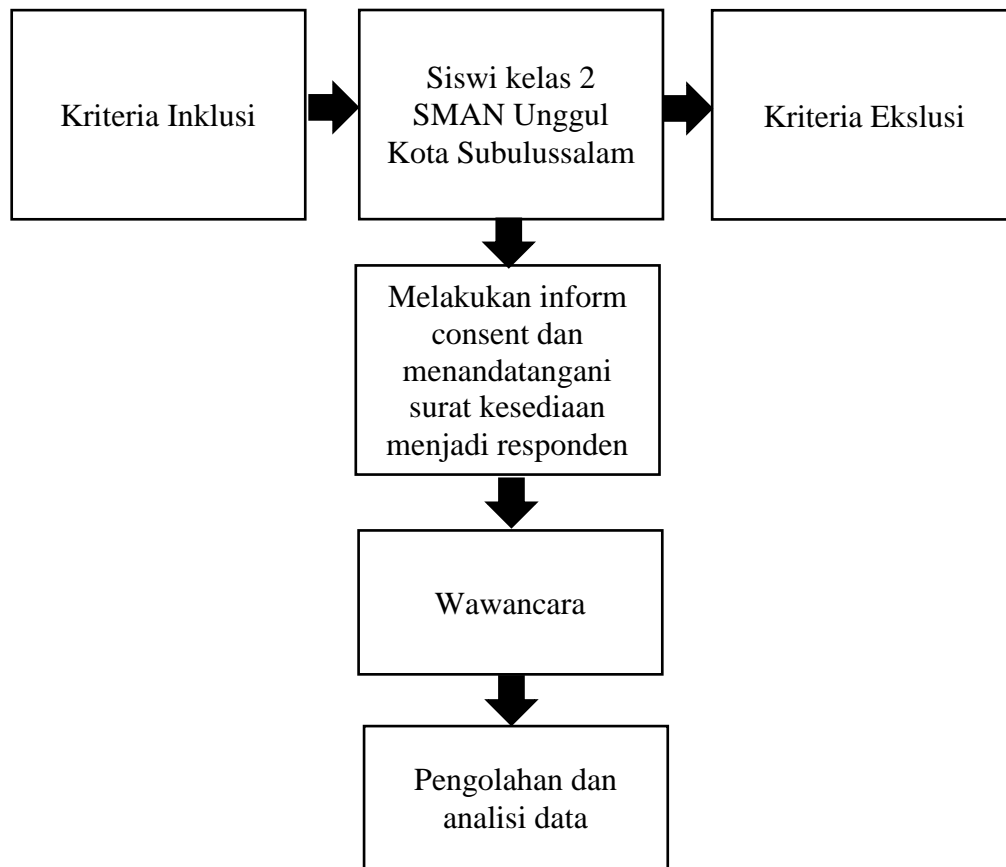 Kriteria Inklusi
Siswi kelas 2
SMAN Unggul
Kota Subulussalam
Kriteria Ekslusi
Melakukan inform
consent dan
menandatangani
surat kesediaan
menjadi responden
Wawancara
Pengolahan dan
analisi data